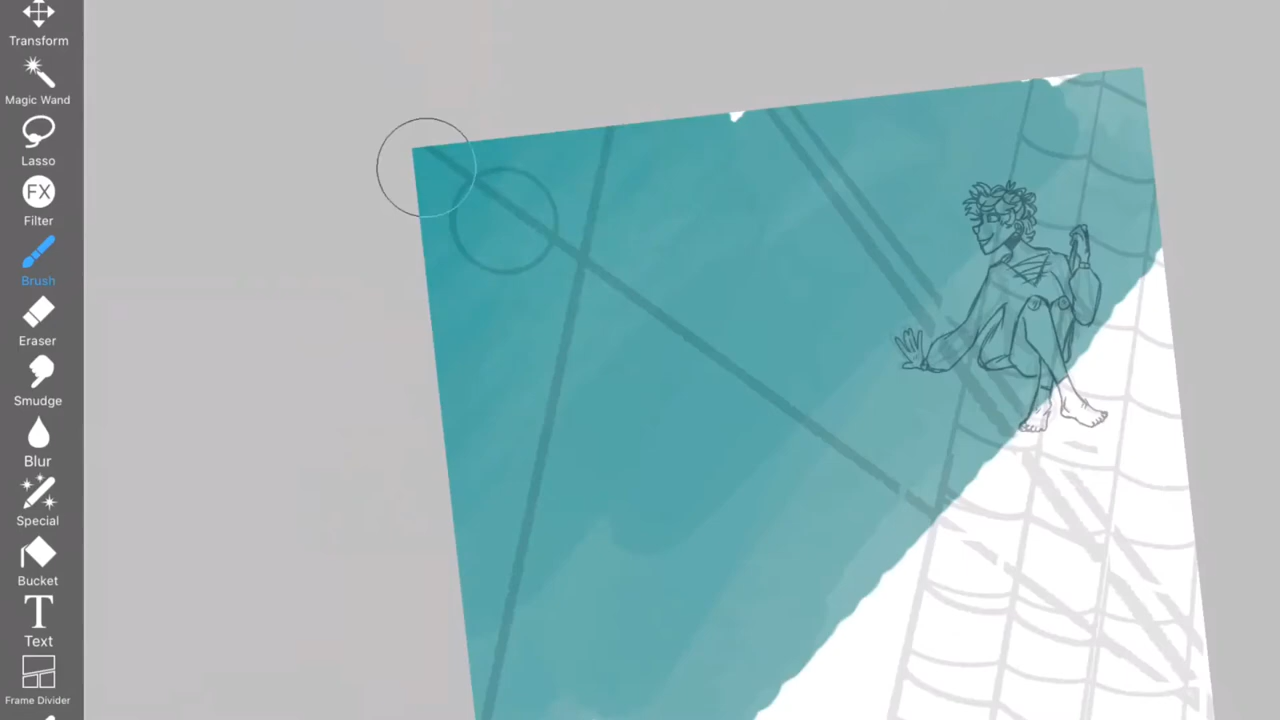 Transform
Magic Wand
Lasso
FX
Filter
Brush
Eraser
Smudge
Blur
Special
Bucket
T
Text
Frame Divider